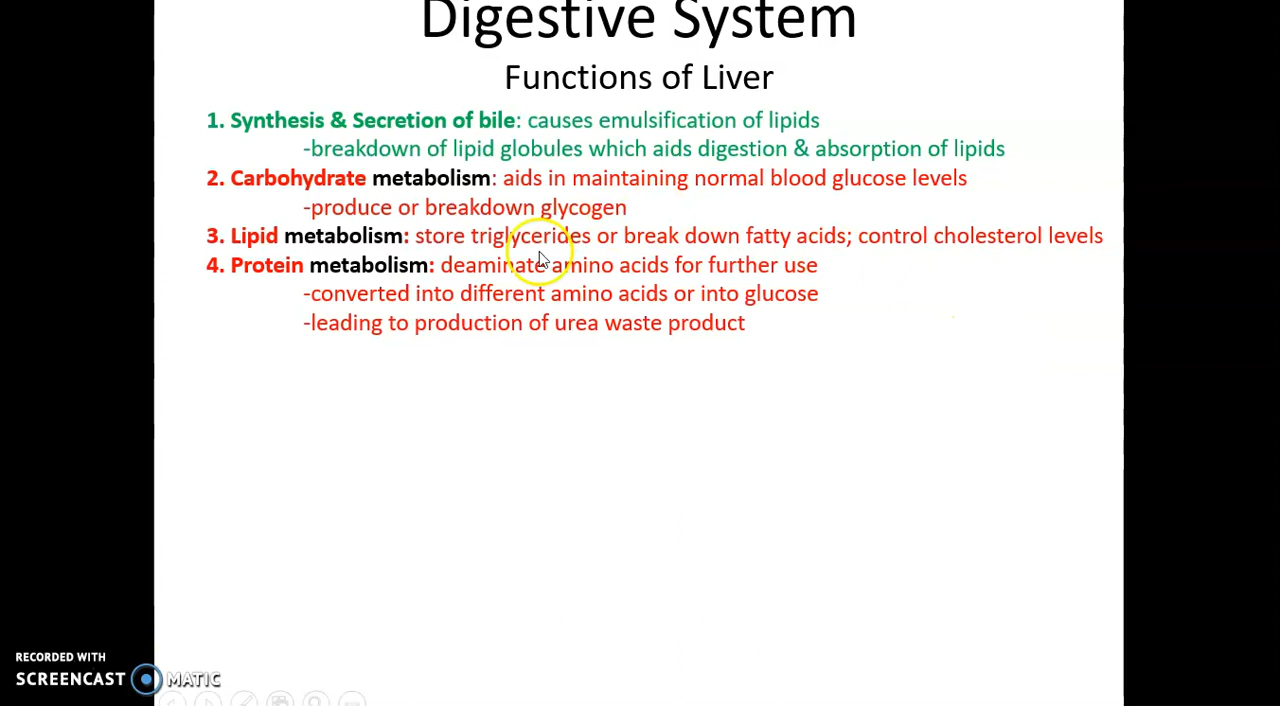 Digestive System
Functions of Liver
1. Synthesis & Secretion of bile: causes emulsification of lipids
-breakdown of lipid globules which aids digestion & absorption of lipids
2. Carbohydrate metabolism: aids in maintaining normal blood glucose levels
-produce or breakdown glycogen
3. Lipid metabolism: store triglycerides or break down fatty acids; control cholesterol levels
4. Protein metabolism: deaminate amino acids for further use
-converted into different amino acids or into glucose
-leading to production of urea waste product
RECORDED WITH
SCREENCAST MATIC